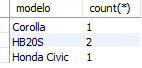 modelo count(*)
Corolla 1
HB20S 2
Honda Civic 1